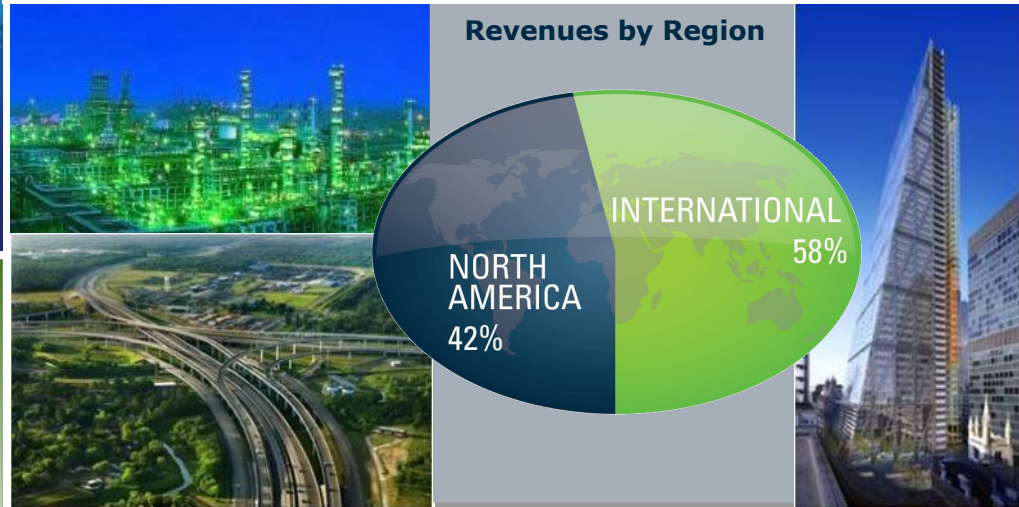 Revenues by Region
INTERNATIONAL
58%
NORTH
AMERICA
42%